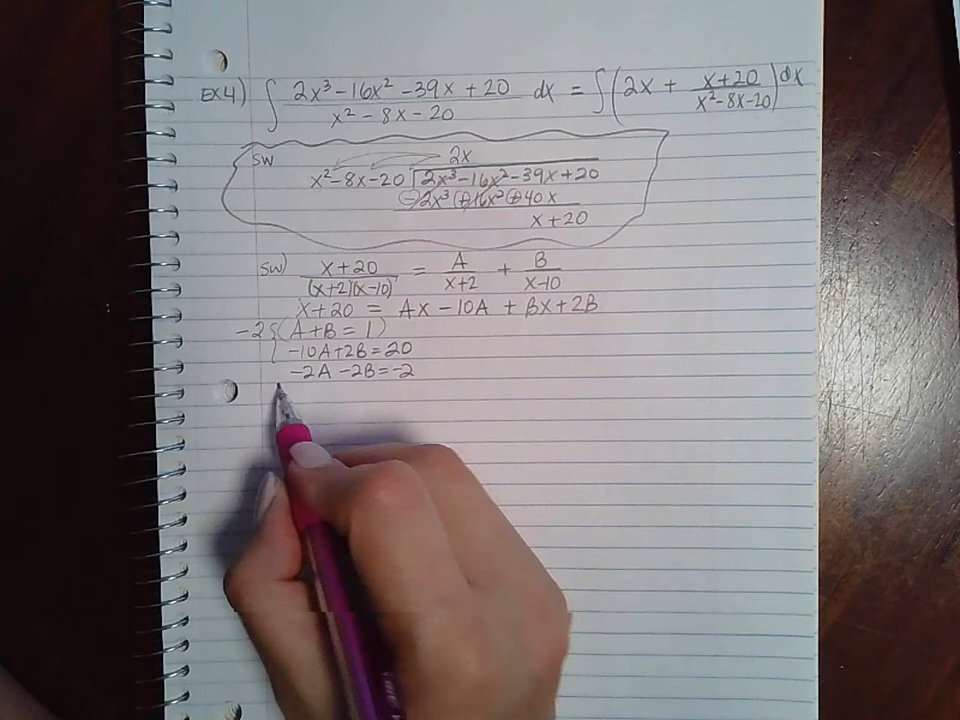 EX4) ∫ 2x³ - 16x² - 39x + 20 / x² - 8x - 20 dx = ∫ (2x + x+20 / x²-8x-20) dx
SW
2x
x² - 8x - 20 ) 2x³ - 16x² - 39x + 20
⊖ 2x³ ⊕ 16x² ⊕ 40x
x + 20
SW) x + 20 / (x+2)(x-10) = A / x+2 + B / x-10
x + 20 = Ax - 10A + Bx + 2B
-2 { (A + B = 1)
-10A + 2B = 20
-2A - 2B = -2